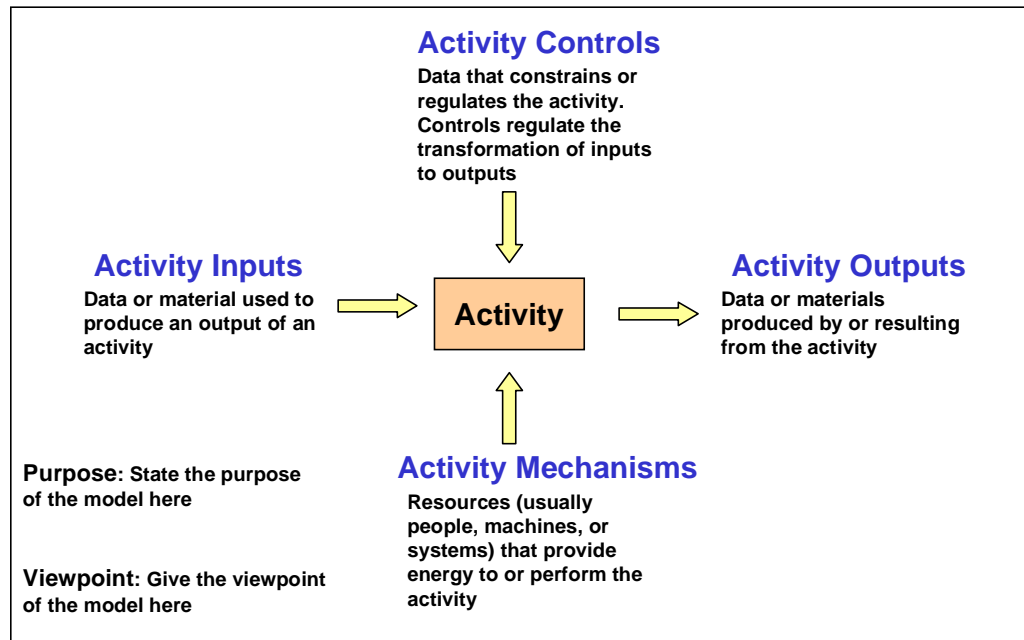 Activity Controls
Data that constrains or
regulates the activity.
Controls regulate the
transformation of inputs
to outputs
Activity Inputs
Data or material used to
produce an output of an
activity
Activity
Activity Outputs
Data or materials
produced by or resulting
from the activity
Activity Mechanisms
Resources (usually
people, machines, or
systems) that provide
energy to or perform the
activity
Purpose: State the purpose
of the model here
Viewpoint: Give the viewpoint
of the model here